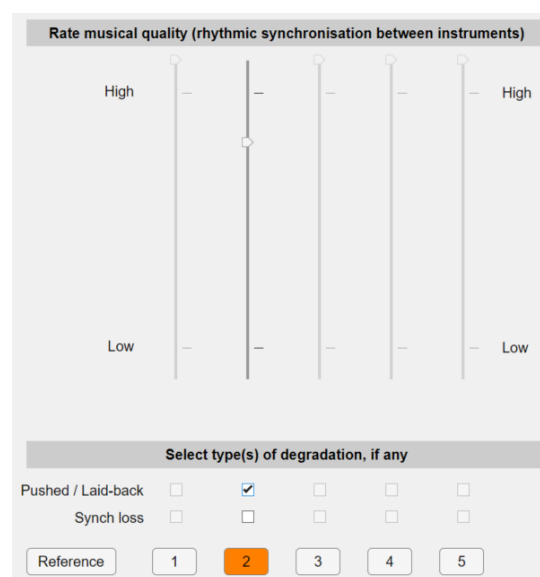 Rate musical quality (rhythmic synchronisation between instruments)
High High
Low Low
Select type(s) of degradation, if any
Pushed / Laid-back
Synch loss
Reference 1 2 3 4 5